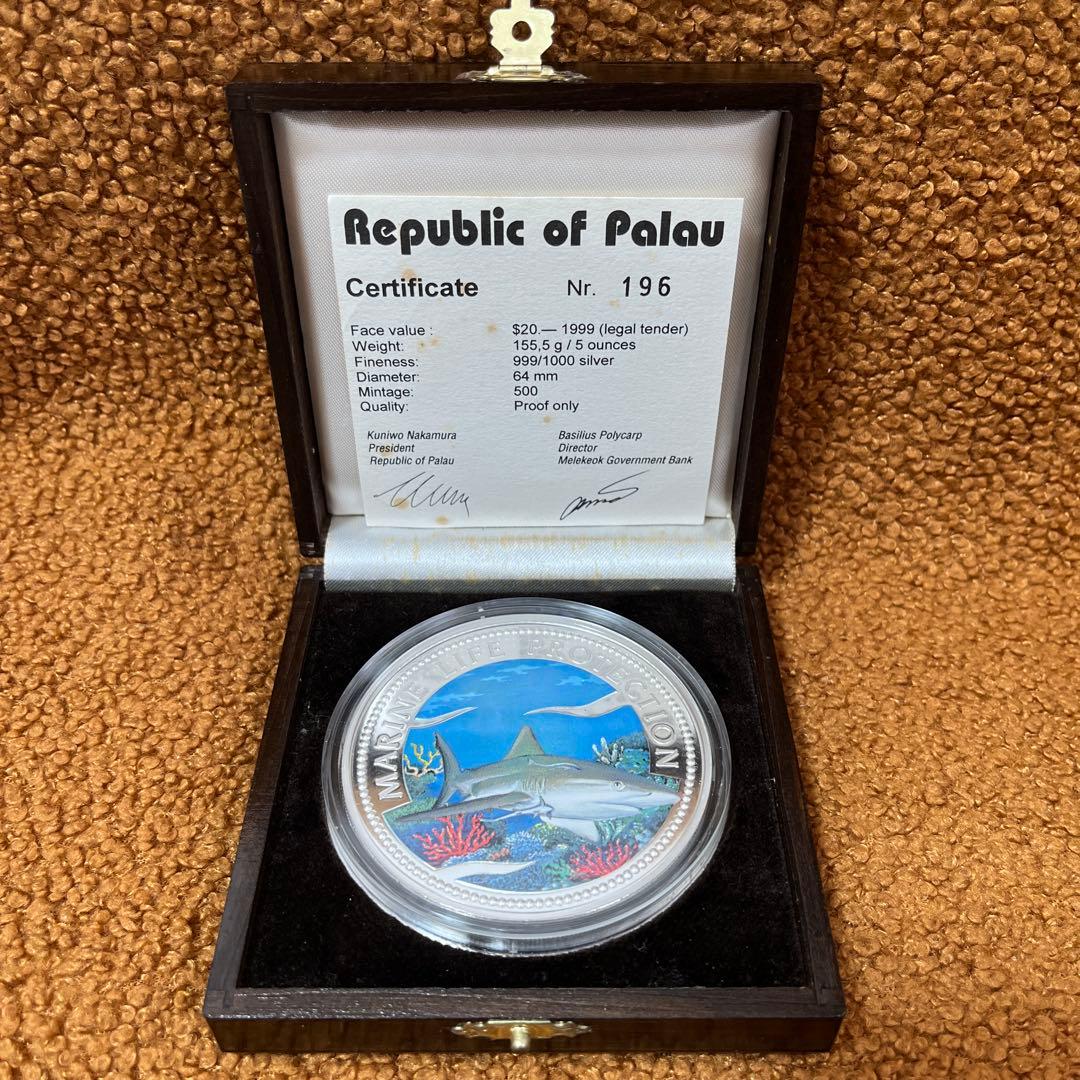 Republic of Palau
Certificate Nr. 196
Face value : $20.— 1999 (legal tender)
Weight: 155,5 g / 5 ounces
Fineness: 999/1000 silver
Diameter: 64 mm
Mintage: 500
Quality: Proof only
Kuniwo Nakamura Basilius Polycarp
President Director
Republic of Palau Melekeok Government Bank
MARINE LIFE PROTECTION